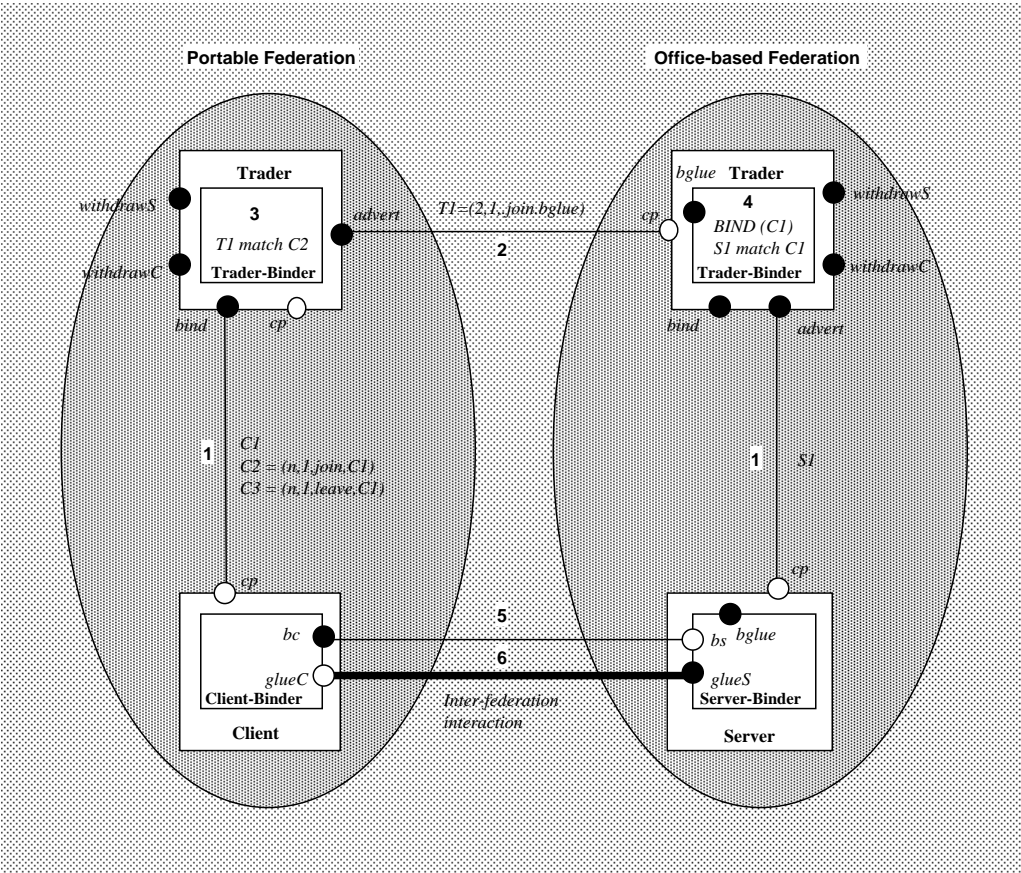 Portable Federation
Office-based Federation
Trader
withdrawS
3
advert
T1 match C2
withdrawC
Trader-Binder
bind
cp
T1=(2,1,,join.bglue)
2
bglue
Trader
cp
4
withdrawS
BIND (C1)
S1 match C1
withdrawC
Trader-Binder
bind
advert
1
C1
C2 = (n,1,join,C1)
C3 = (n,1,leave,C1)
1
S1
cp
cp
bc
glueC
Client-Binder
Client
5
6
Inter-federation
interaction
bs
bglue
glueS
Server-Binder
Server